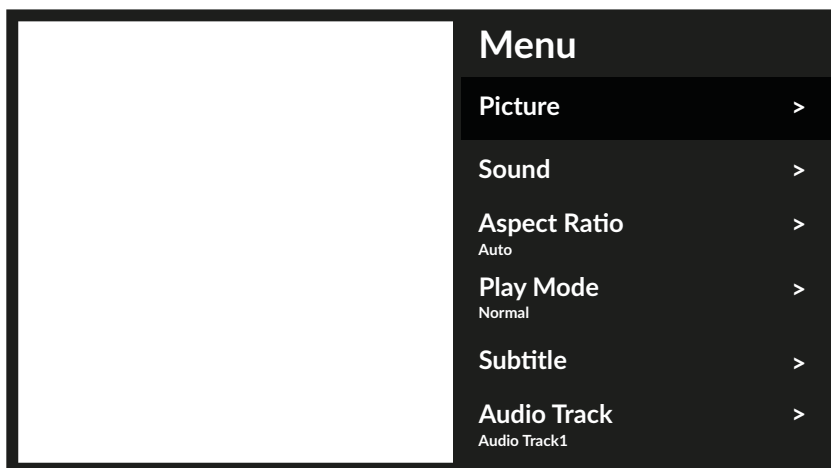 Menu
Picture >
Sound >
Aspect Ratio >
Auto
Play Mode >
Normal
Subtitle >
Audio Track >
Audio Track1